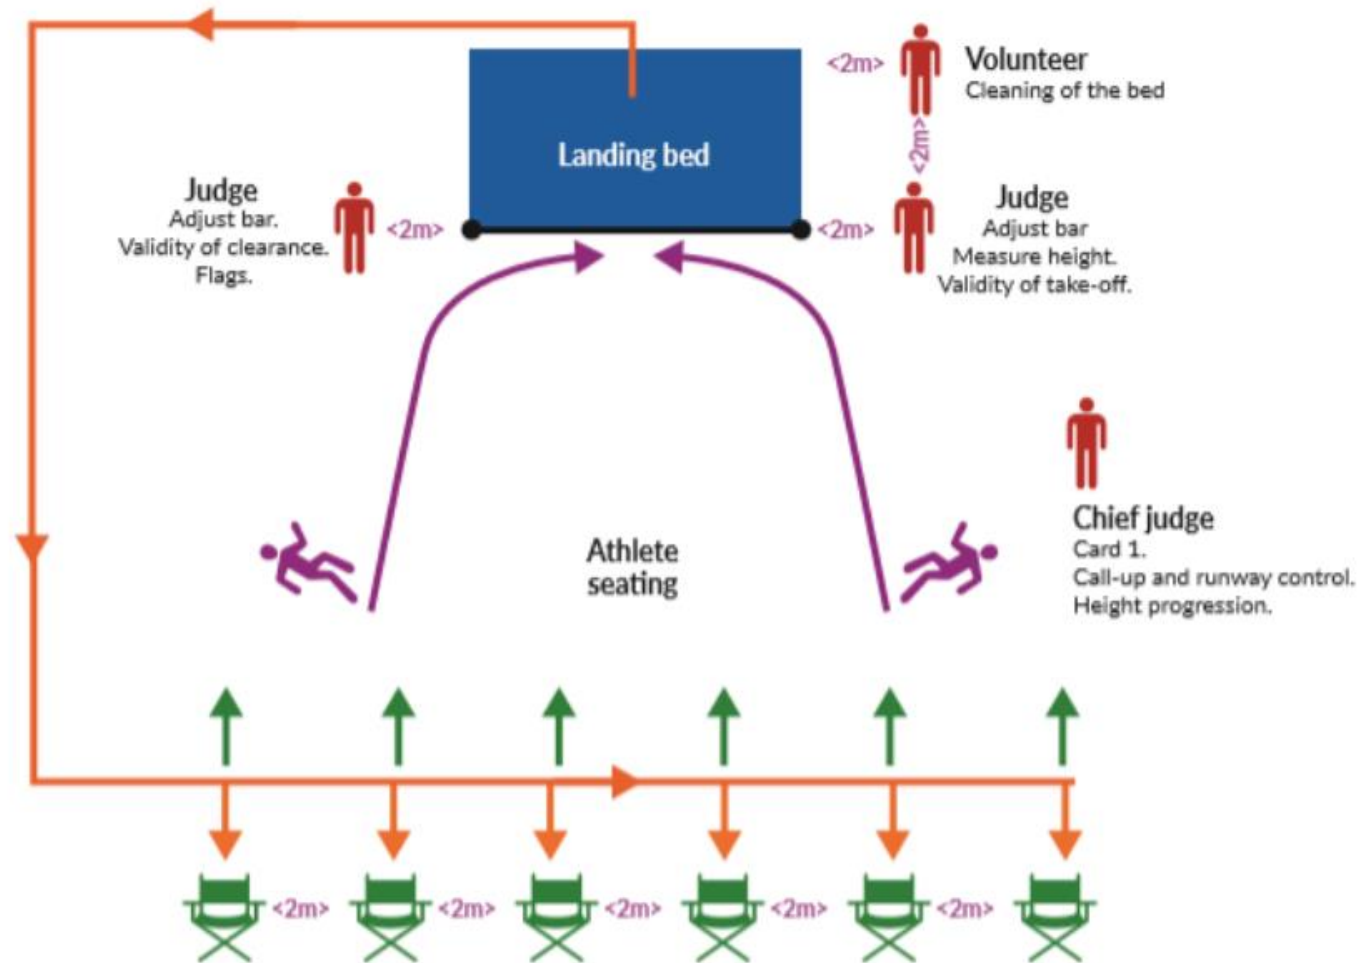 <2m>
Volunteer
Cleaning of the bed
<2m>
Landing bed
Judge
Adjust bar.
Validity of clearance.
Flags.
<2m>
<2m>
Judge
Adjust bar
Measure height.
Validity of take-off.
Chief judge
Card 1.
Call-up and runway control.
Height progression.
Athlete
seating
<2m> <2m> <2m> <2m> <2m>